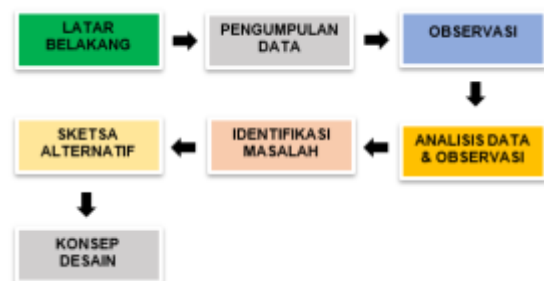 LATAR
BELAKANG
PENGUMPULAN
DATA
OBSERVASI
ANALISIS DATA
& OBSERVASI
IDENTIFIKASI
MASALAH
SKETSA
ALTERNATIF
KONSEP
DESAIN